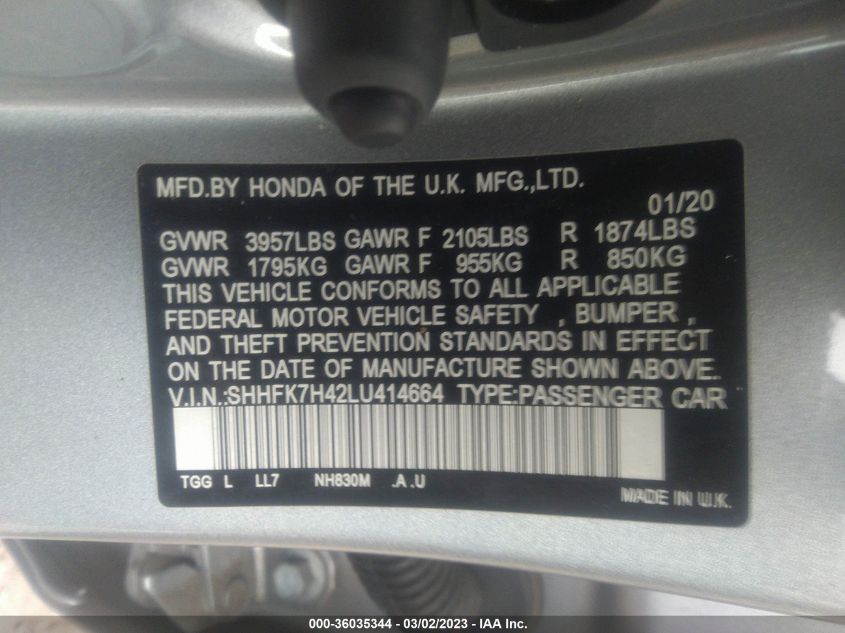 MFD.BY HONDA OF THE U.K. MFG.,LTD.
01/20
GVWR 3957LBS GAWR F 2105LBS R 1874LBS
GVWR 1795KG GAWR F 955KG R 850KG
THIS VEHICLE CONFORMS TO ALL APPLICABLE
FEDERAL MOTOR VEHICLE SAFETY , BUMPER ,
AND THEFT PREVENTION STANDARDS IN EFFECT
ON THE DATE OF MANUFACTURE SHOWN ABOVE.
V.I.N.:SHHFK7H42LU414664 TYPE:PASSENGER CAR
TGG L LL7 NH830M .A .U
MADE IN U.K.
000-36035344 - 03/02/2023 - IAA Inc.